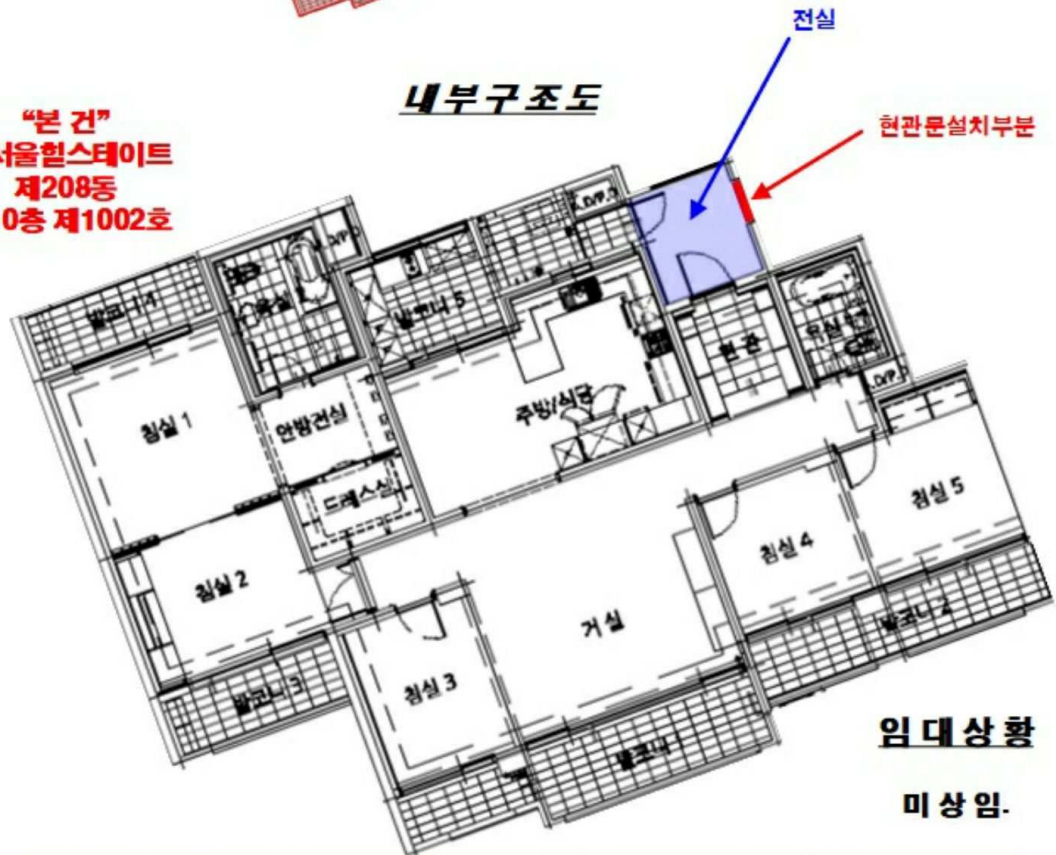 전실
내부구조도
현관문설치부분
“본 건”
서울힐스테이트
제208동
0층 제1002호
A.D/P.D
D/P.D
발코니 4
욕실
발코니 5
현관
욕실
D/P.D
침실 1
안방전실
주방/식당
드레스실
침실 5
침실 4
침실 2
거 실
발코니 2
발코니 3
침실 3
발코니 1
임대상황
미 상 임.